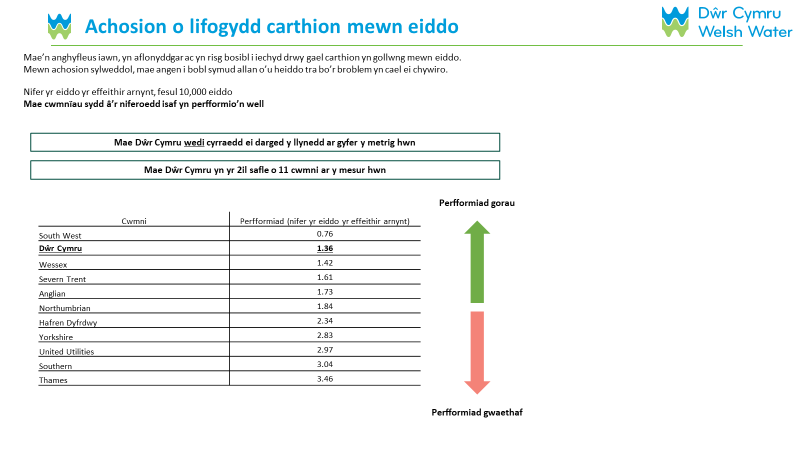 Achosion o lifogydd carthion mewn eiddo
Dŵr Cymru
Welsh Water
Mae'n anghyfleus iawn, yn aflonyddgar ac yn risg bosibl i iechyd drwy gael carthion yn gollwng mewn eiddo.
Mewn achosion sylweddol, mae angen i bobl symud allan o'u heiddo tra bo'r broblem yn cael ei chywiro.
Nifer yr eiddo yr effeithir arnynt, fesul 10,000 eiddo
Mae cwmnïau sydd â'r niferoedd isaf yn perfformio'n well
Mae Dŵr Cymru wedi cyrraedd ei darged y llynedd ar gyfer y metrig hwn
Mae Dŵr Cymru yn yr 2il safle o 11 cwmni ar y mesur hwn
Perfformiad gorau
Cwmni Perfformiad (nifer yr eiddo yr effeithir arnynt)
South West 0.76
Dŵr Cymru 1.36
Wessex 1.42
Severn Trent 1.61
Anglian 1.73
Northumbrian 1.84
Hafren Dyfrdwy 2.34
Yorkshire 2.83
United Utilities 2.97
Southern 3.04
Thames 3.46
Perfformiad gwaethaf